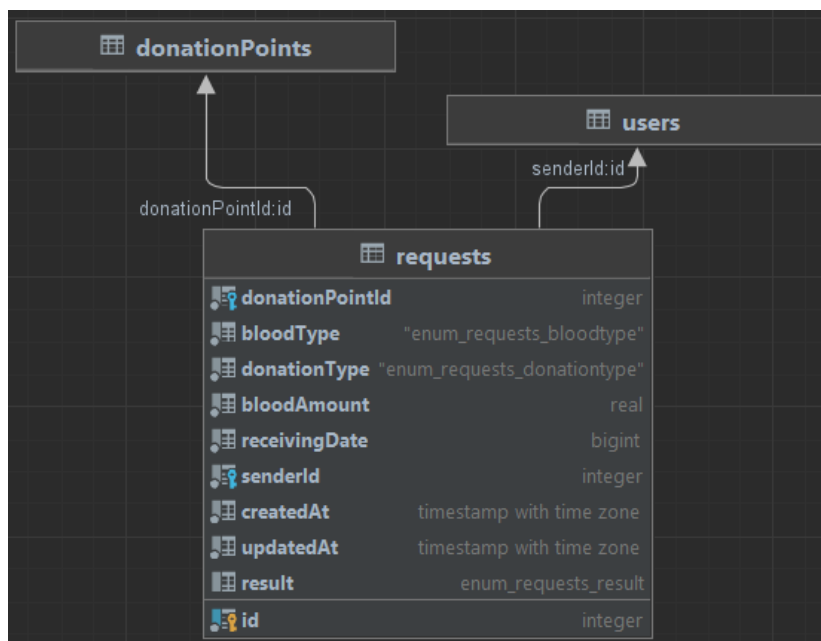 donationPoints
users
senderId:id
donationPointId:id
requests
donationPointId integer
bloodType "enum_requests_bloodtype"
donationType "enum_requests_donationtype"
bloodAmount real
receivingDate bigint
senderId integer
createdAt timestamp with time zone
updatedAt timestamp with time zone
result enum_requests_result
id integer